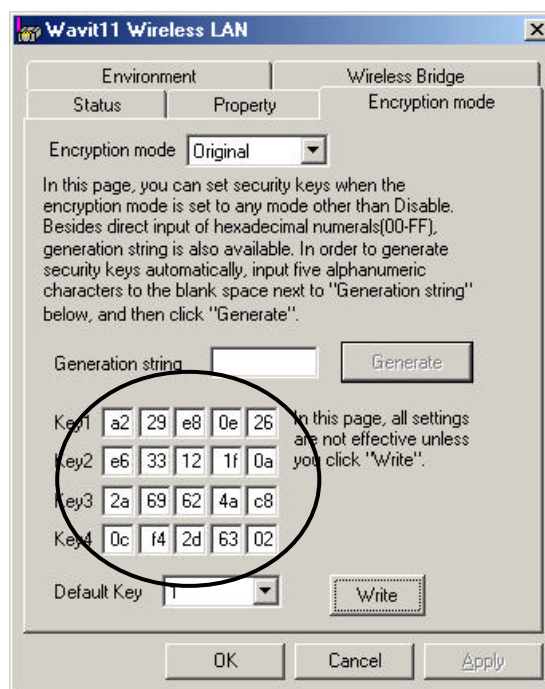 Wavit11 Wireless LAN
Environment Wireless Bridge
Status Property Encryption mode
Encryption mode Original
In this page, you can set security keys when the
encryption mode is set to any mode other than Disable.
Besides direct input of hexadecimal numerals(00-FF),
generation string is also available. In order to generate
security keys automatically, input five alphanumeric
characters to the blank space next to "Generation string"
below, and then click "Generate".
Generation string Generate
Key1 a2 29 e8 0e 26
Key2 e6 33 12 1f 0a
Key3 2a 69 62 4a c8
Key4 0c f4 2d 63 02
In this page, all settings
are not effective unless
you click "Write".
Default Key 1 Write
OK Cancel Apply